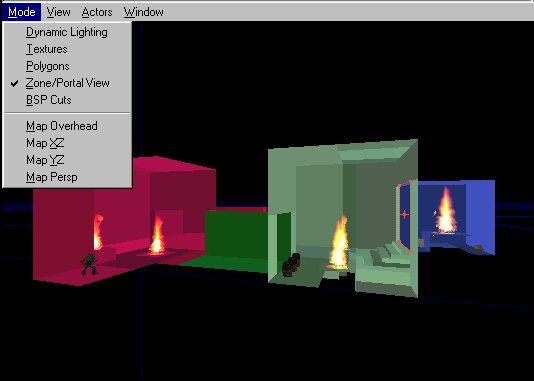 Mode View Actors Window
Dynamic Lighting
Textures
Polygons
Zone/Portal View
BSP Cuts
Map Overhead
Map XZ
Map YZ
Map Persp